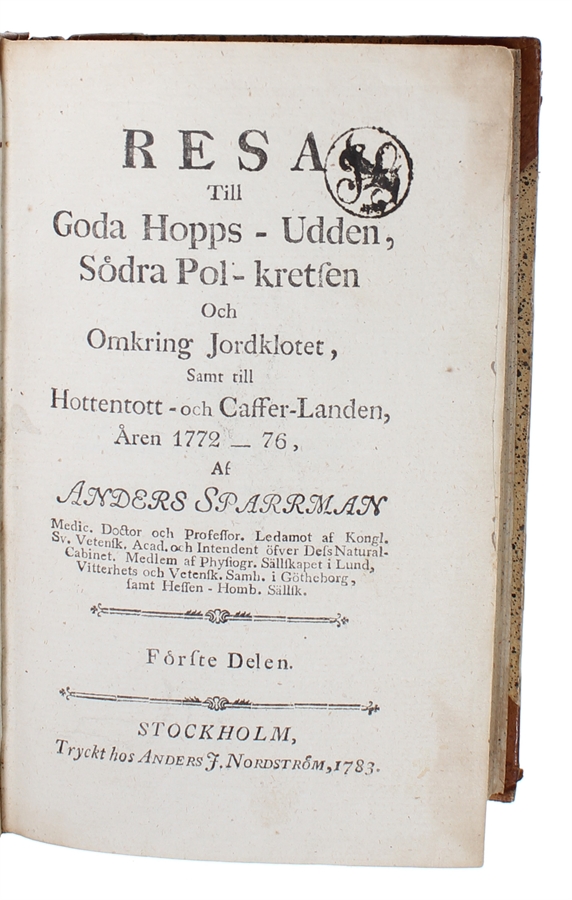 RESA
Till
Goda Hopps - Udden,
Södra Pol - kretſen
Och
Omkring Jordklotet,
Samt till
Hottentott - och Caffer-Landen,
Åren 1772 — 76,
Af
ANDERS SPARRMAN
Medic. Doctor och Profeſſor. Ledamot af Kongl.
Sv. Vetenſk. Acad. och Intendent öfver Deſs Natural-
Cabinet. Medlem af Phyſiogr. Sällſkapet i Lund,
Vitterhets och Vetenſk. Samh. i Götheborg,
ſamt Heſſen - Homb. Sällſk.
Förſte Delen.
STOCKHOLM,
Tryckt hos ANDERS J. NORDSTRÖM, 1783.